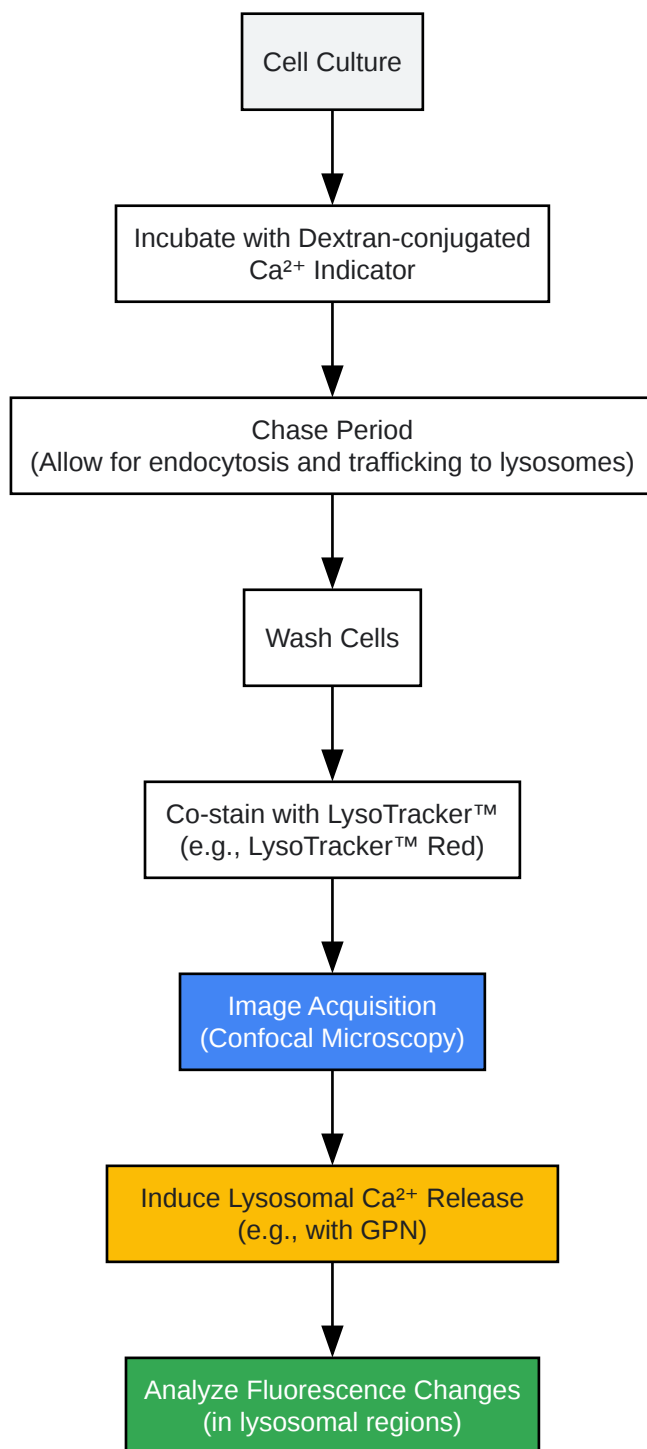 Cell Culture
Incubate with Dextran-conjugated
Ca²⁺ Indicator
Chase Period
(Allow for endocytosis and trafficking to lysosomes)
Wash Cells
Co-stain with LysoTracker™
(e.g., LysoTracker™ Red)
Image Acquisition
(Confocal Microscopy)
Induce Lysosomal Ca²⁺ Release
(e.g., with GPN)
Analyze Fluorescence Changes
(in lysosomal regions)